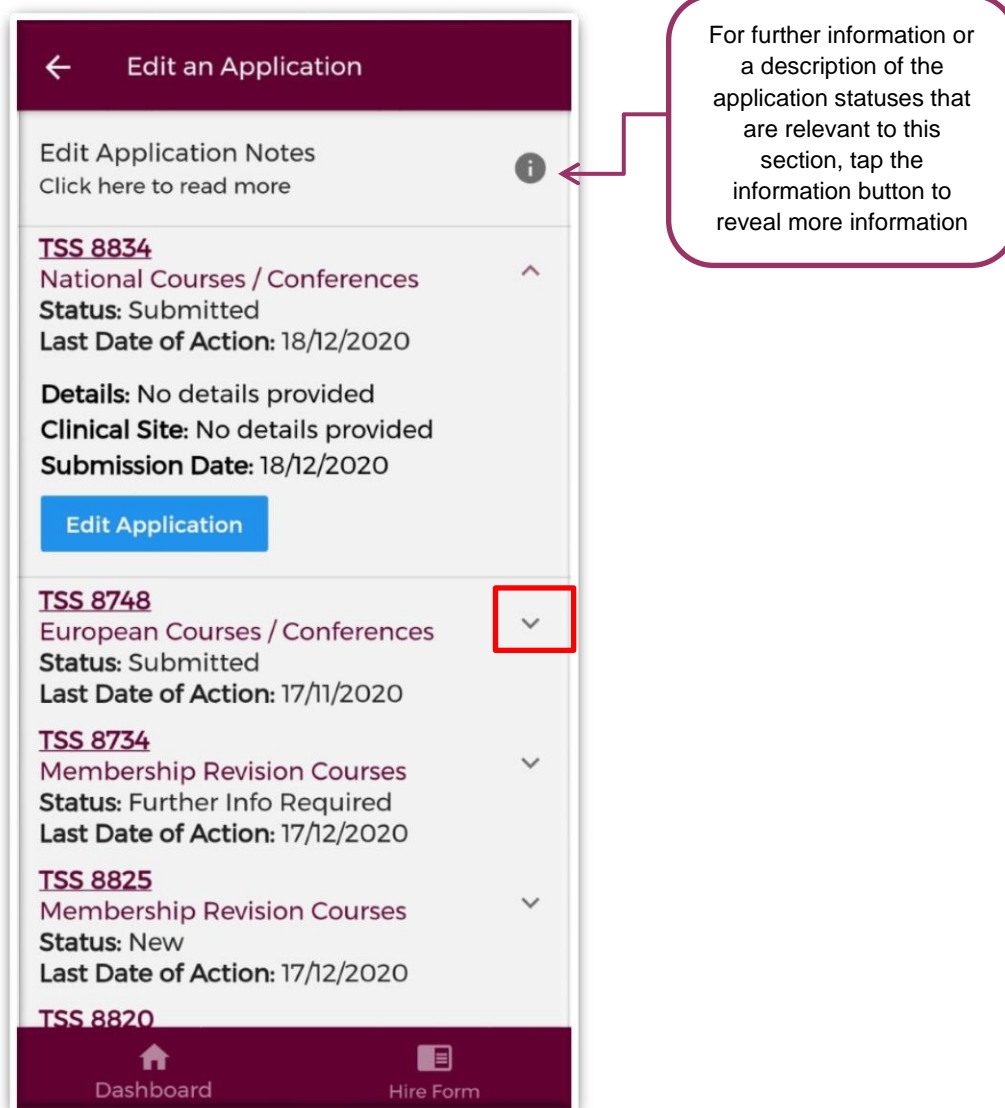 Edit an Application
Edit Application Notes
Click here to read more
TSS 8834
National Courses / Conferences
Status: Submitted
Last Date of Action: 18/12/2020
Details: No details provided
Clinical Site: No details provided
Submission Date: 18/12/2020
Edit Application
TSS 8748
European Courses / Conferences
Status: Submitted
Last Date of Action: 17/11/2020
TSS 8734
Membership Revision Courses
Status: Further Info Required
Last Date of Action: 17/12/2020
TSS 8825
Membership Revision Courses
Status: New
Last Date of Action: 17/12/2020
TSS 8820
Dashboard
Hire Form
For further information or
a description of the
application statuses that
are relevant to this
section, tap the
information button to
reveal more information